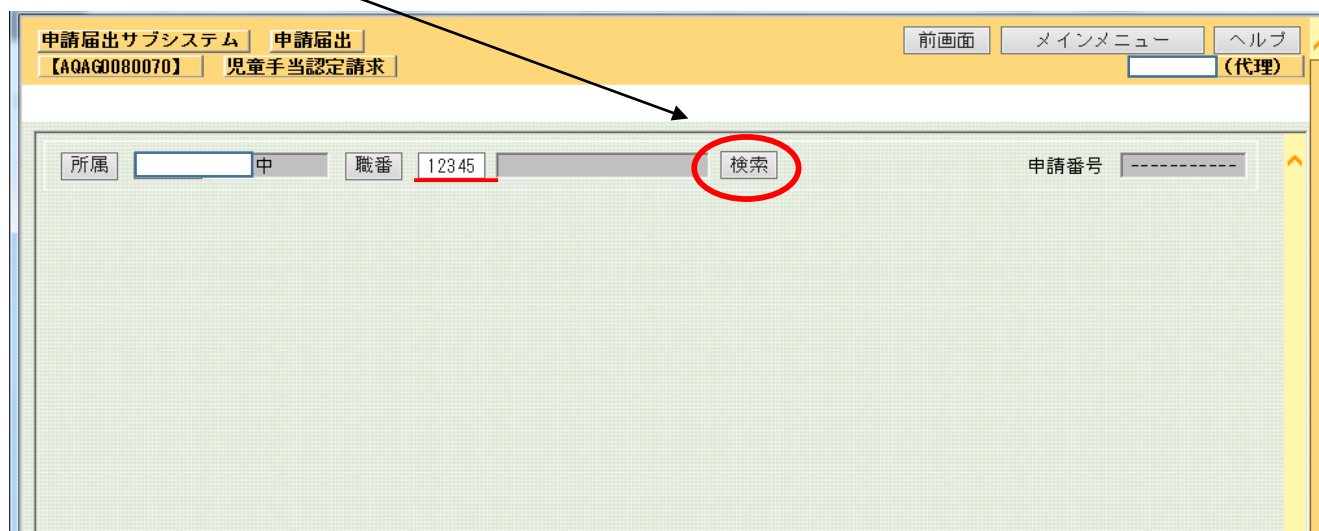 申請届出サブシステム 申請届出 前画面 メインメニュー ヘルプ
【AQAG0080070】 児童手当認定請求 (代理)
所属 中 職番 12345 検索 申請番号 -----------